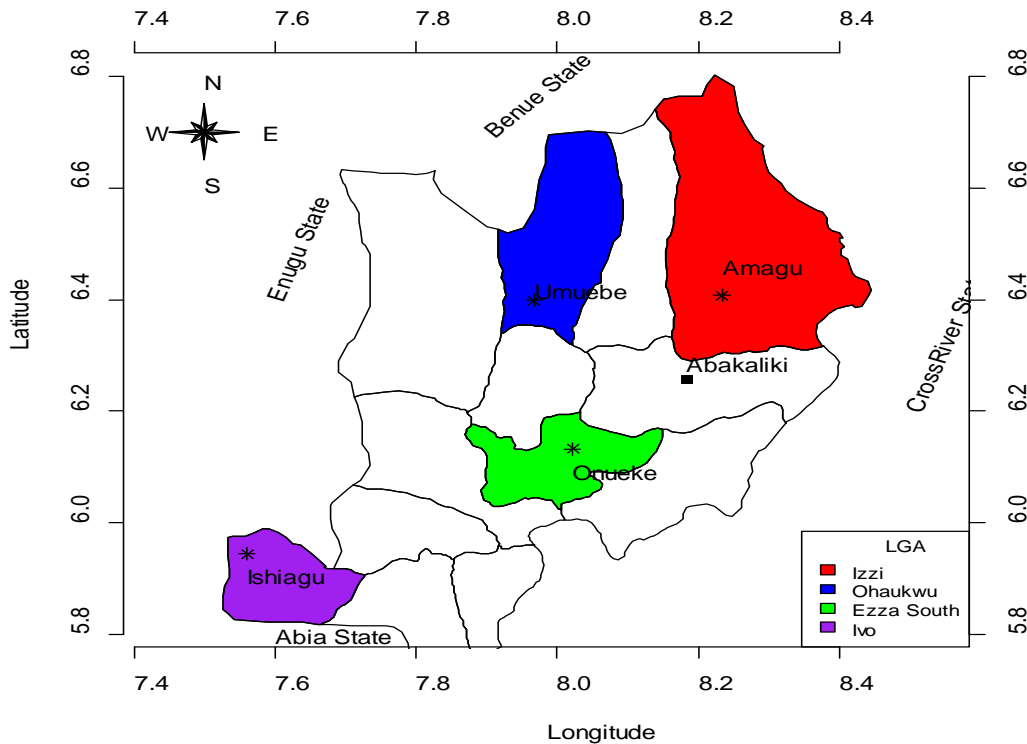 7.4 7.6 7.8 8.0 8.2 8.4
6.8 6.8
N
Benue State
W E
S
6.6 6.6
Enugu State
Amagu
Umuebe
6.4 6.4
Latitude
CrossRiver Sta
Abakaliki
6.2 6.2
Onueke
6.0 6.0
LGA
Izzi
Ohaukwu
Ezza South
Ivo
Ishiagu
5.8 5.8
Abia State
7.4 7.6 7.8 8.0 8.2 8.4
Longitude